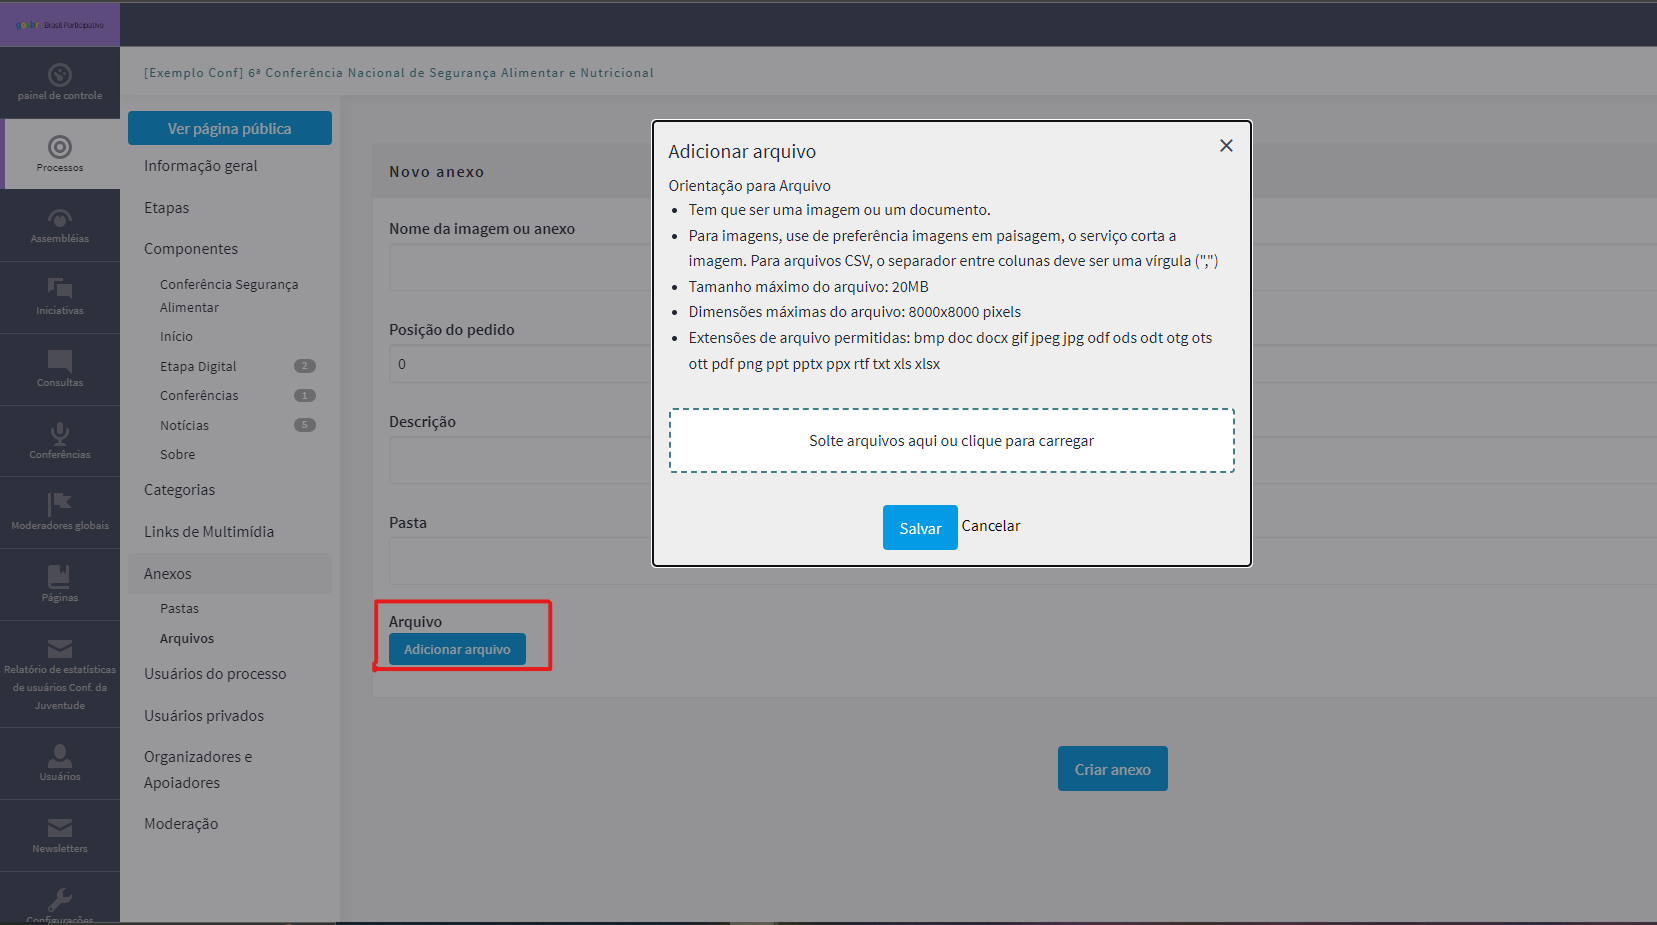 gov.br Brasil Participativo
painel de controle
Processos
Assembléias
Iniciativas
Consultas
Conferências
Moderadores globais
Páginas
Relatório de estatísticas
de usuários Conf. da
Juventude
Usuários
Newsletters
Configurações
[Exemplo Conf] 6ª Conferência Nacional de Segurança Alimentar e Nutricional
Ver página pública
Informação geral
Etapas
Componentes
Conferência Segurança
Alimentar
Início
Etapa Digital 2
Conferências 1
Notícias 5
Sobre
Categorias
Links de Multimídia
Anexos
Pastas
Arquivos
Usuários do processo
Usuários privados
Organizadores e
Apoiadores
Moderação
Novo anexo
Nome da imagem ou anexo
Posição do pedido
0
Descrição
Pasta
Arquivo
Adicionar arquivo
Criar anexo
Adicionar arquivo
Orientação para Arquivo
Tem que ser uma imagem ou um documento.
Para imagens, use de preferência imagens em paisagem, o serviço corta a
imagem. Para arquivos CSV, o separador entre colunas deve ser uma vírgula (",")
Tamanho máximo do arquivo: 20MB
Dimensões máximas do arquivo: 8000x8000 pixels
Extensões de arquivo permitidas: bmp doc docx gif jpeg jpg odf ods odt otg ots
ott pdf png ppt pptx ppx rtf txt xls xlsx
Solte arquivos aqui ou clique para carregar
Salvar Cancelar